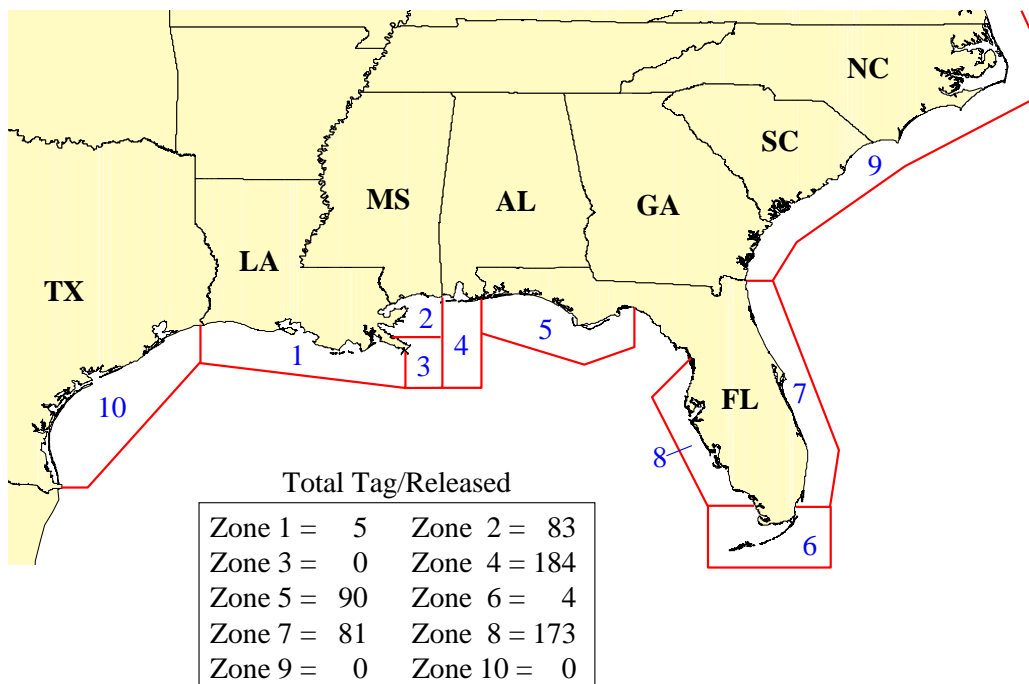 NC
SC
9
MS
AL
GA
LA
TX
2
5
4
1
3
10
FL
7
8
6
Total Tag/Released
Zone 1 = 5 Zone 2 = 83
Zone 3 = 0 Zone 4 = 184
Zone 5 = 90 Zone 6 = 4
Zone 7 = 81 Zone 8 = 173
Zone 9 = 0 Zone 10 = 0